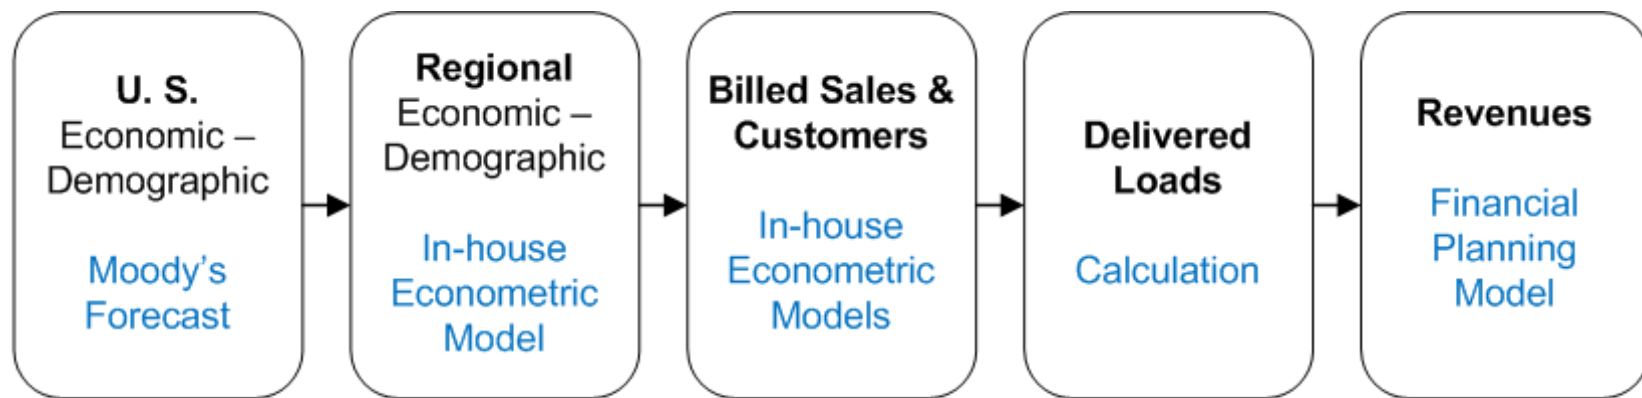 U. S.
Economic –
Demographic
Moody's
Forecast
Regional
Economic –
Demographic
In-house
Econometric
Model
Billed Sales &
Customers
In-house
Econometric
Models
Delivered
Loads
Calculation
Revenues
Financial
Planning
Model